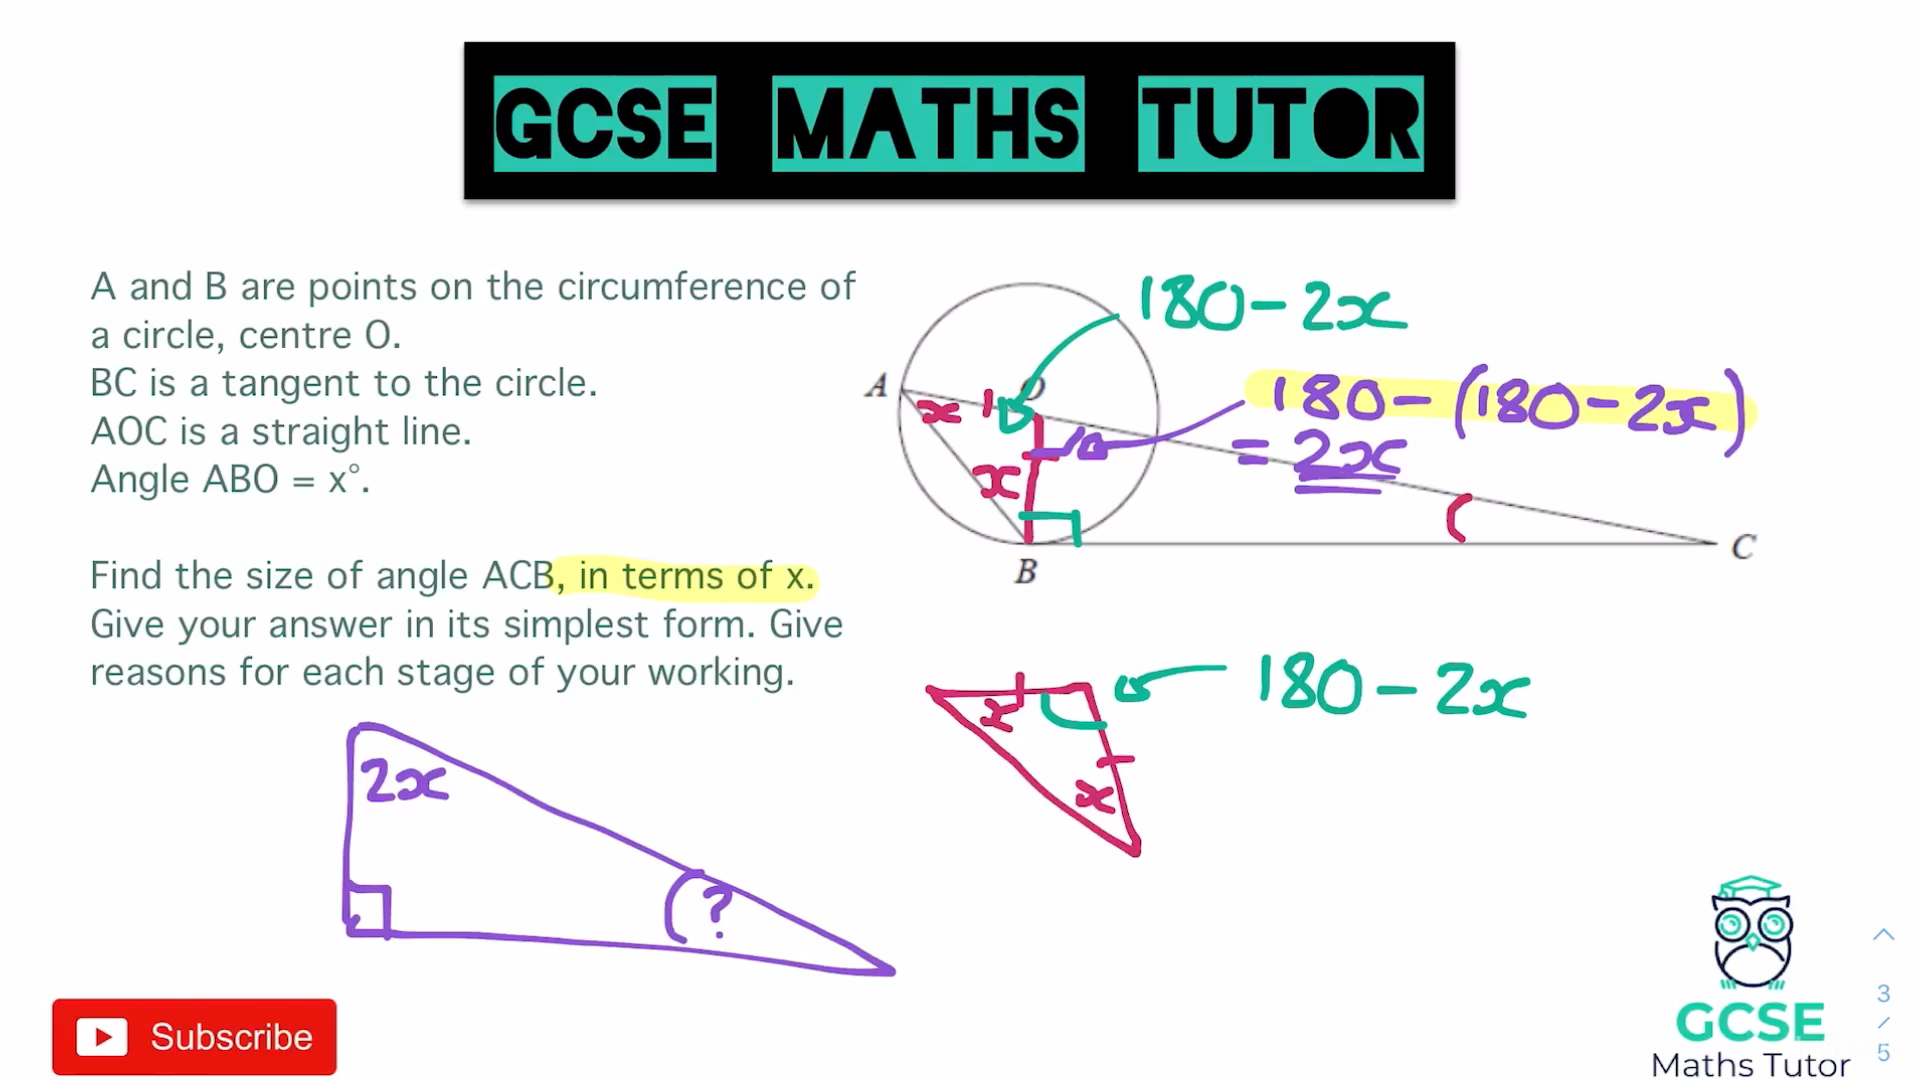 GCSE MATHS TUTOR
A and B are points on the circumference of
a circle, centre O.
BC is a tangent to the circle.
AOC is a straight line.
Angle ABO = x°.
Find the size of angle ACB, in terms of x.
Give your answer in its simplest form. Give
reasons for each stage of your working.
180-2x
A
O
x
180-(180-2x)
= 2x
x
B
C
180-2x
x
x
2x
?
Subscribe
GCSE
Maths Tutor
3
/
5